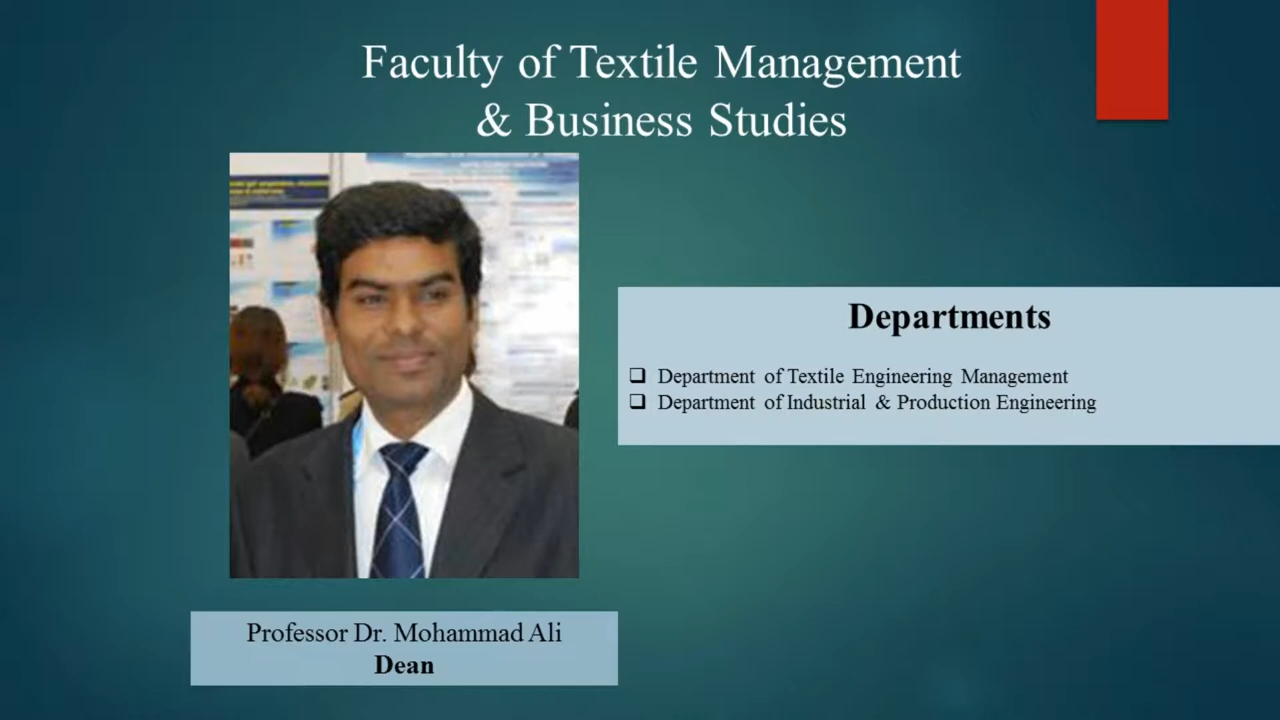 Faculty of Textile Management
& Business Studies
Departments
Department of Textile Engineering Management
Department of Industrial & Production Engineering
Professor Dr. Mohammad Ali
Dean